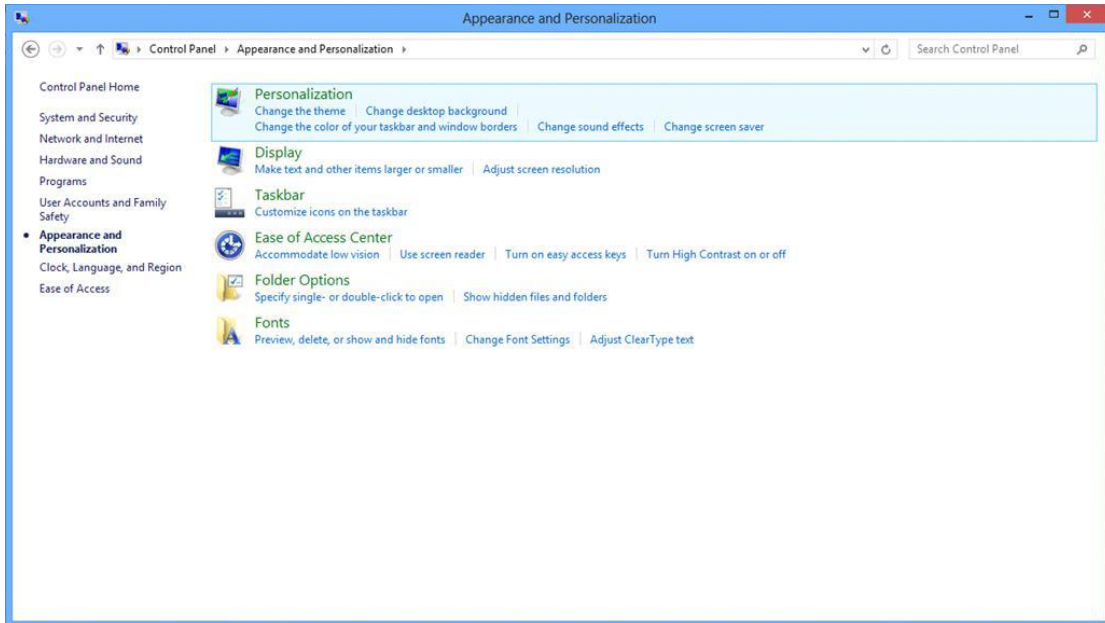 Appearance and Personalization
Control Panel Appearance and Personalization
Search Control Panel
Control Panel Home
System and Security
Network and Internet
Hardware and Sound
Programs
User Accounts and Family
Safety
Appearance and
Personalization
Clock, Language, and Region
Ease of Access
Personalization
Change the theme Change desktop background
Change the color of your taskbar and window borders Change sound effects Change screen saver
Display
Make text and other items larger or smaller Adjust screen resolution
Taskbar
Customize icons on the taskbar
Ease of Access Center
Accommodate low vision Use screen reader Turn on easy access keys Turn High Contrast on or off
Folder Options
Specify single- or double-click to open Show hidden files and folders
Fonts
Preview, delete, or show and hide fonts Change Font Settings Adjust ClearType text